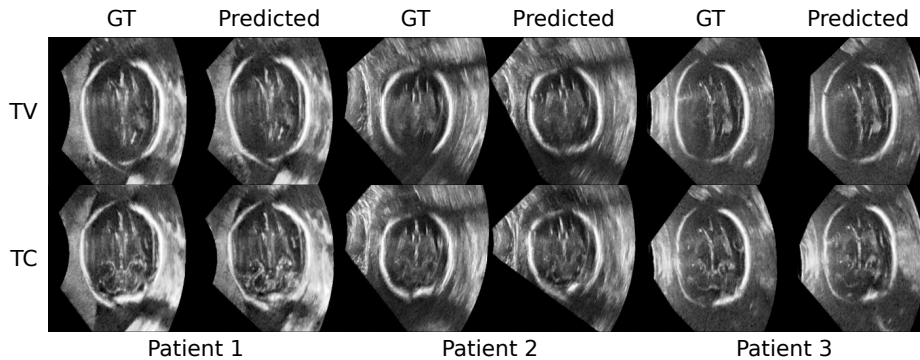 GT Predicted GT Predicted GT Predicted
TV
TC
Patient 1 Patient 2 Patient 3